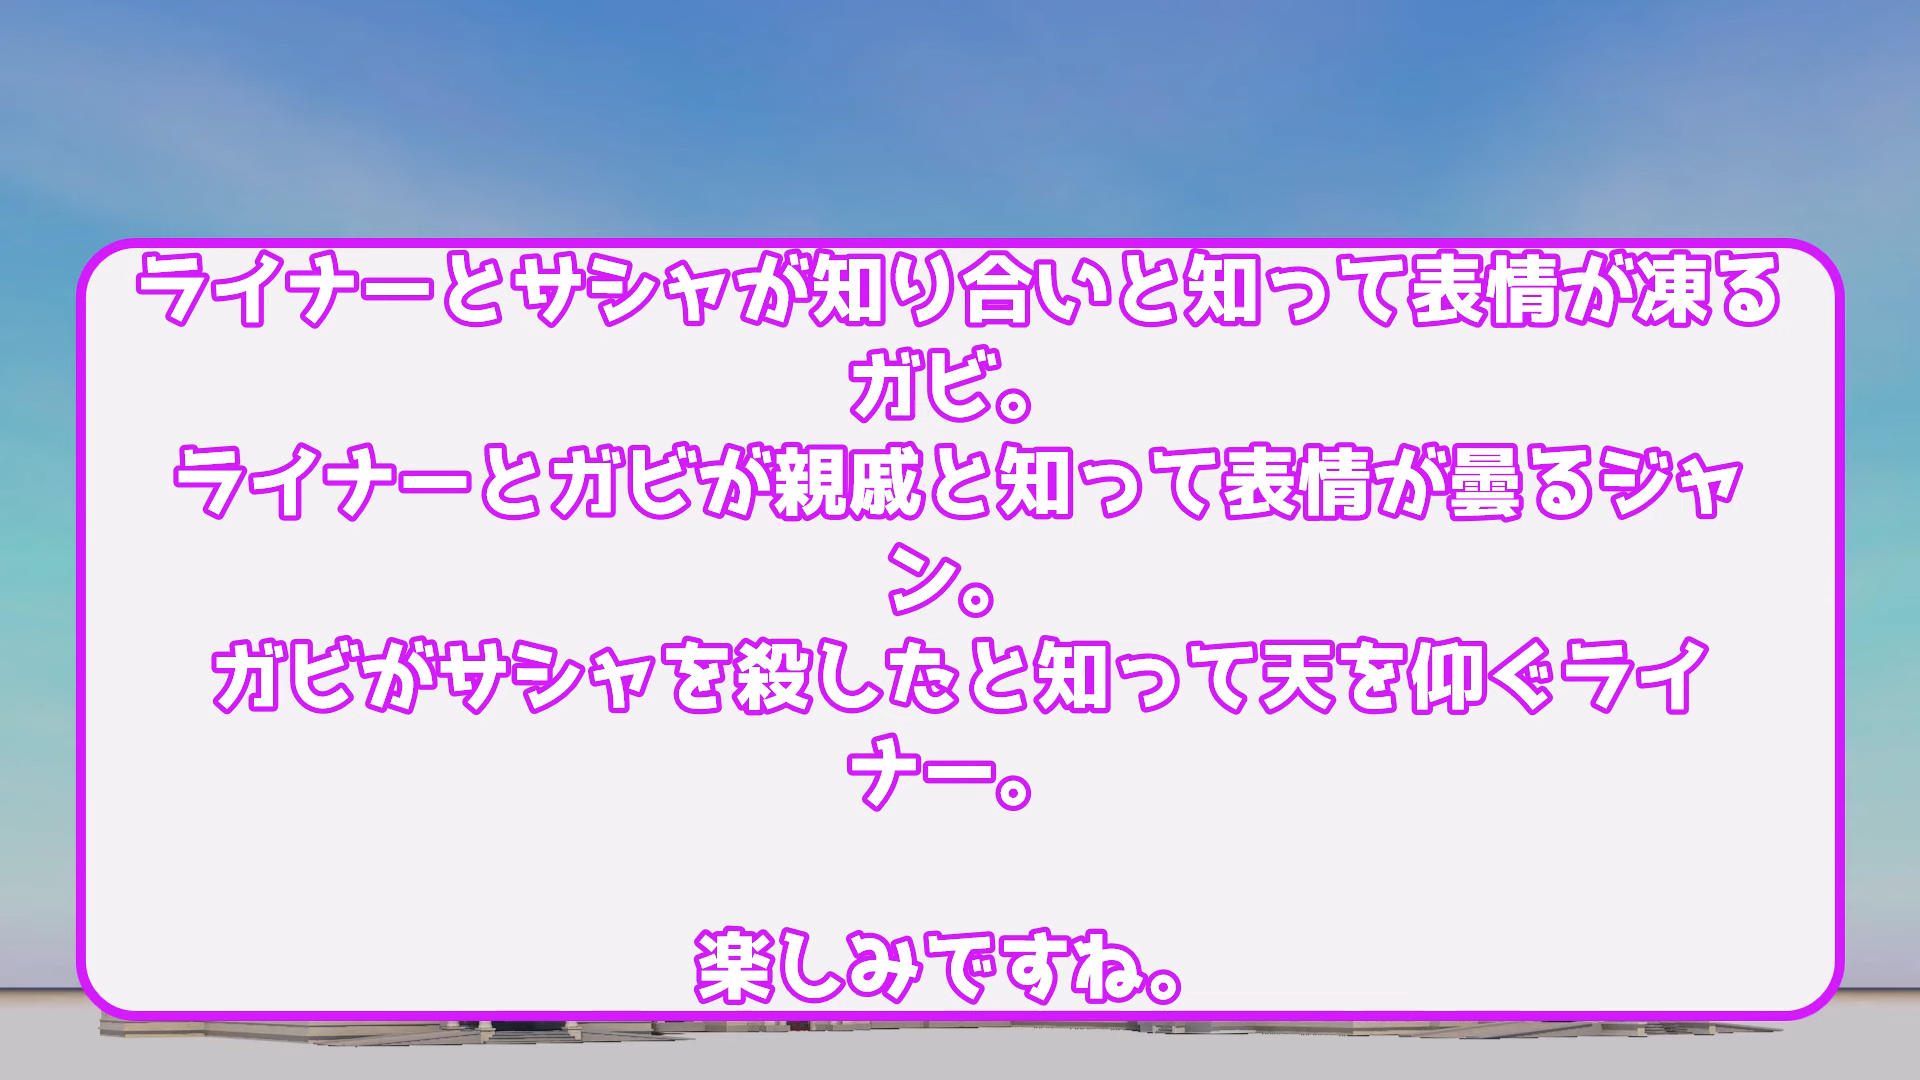 ライナーとサシャが知り合いと知って表情が凍る
ガビ。
ライナーとガビが親戚と知って表情が曇るジャ
ン。
ガビがサシャを殺したと知って天を仰ぐライ
ナー。
楽しみですね。